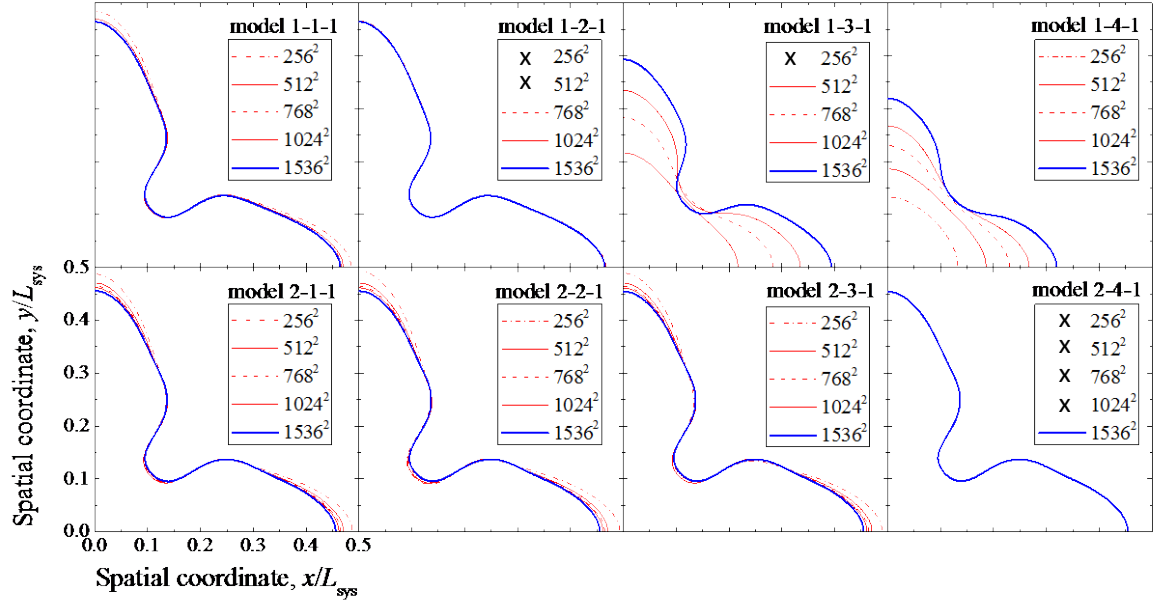 model 1-1-1
256²
512²
768²
1024²
1536²
model 1-2-1
X 256²
X 512²
768²
1024²
1536²
model 1-3-1
X 256²
512²
768²
1024²
1536²
model 1-4-1
256²
512²
768²
1024²
1536²
model 2-1-1
256²
512²
768²
1024²
1536²
model 2-2-1
256²
512²
768²
1024²
1536²
model 2-3-1
256²
512²
768²
1024²
1536²
model 2-4-1
X 256²
X 512²
X 768²
X 1024²
1536²
0.5
0.4
0.3
0.2
0.1
0.0
Spatial coordinate, y/Lsys
0.0 0.1 0.2 0.3 0.4 0.5
Spatial coordinate, x/Lsys